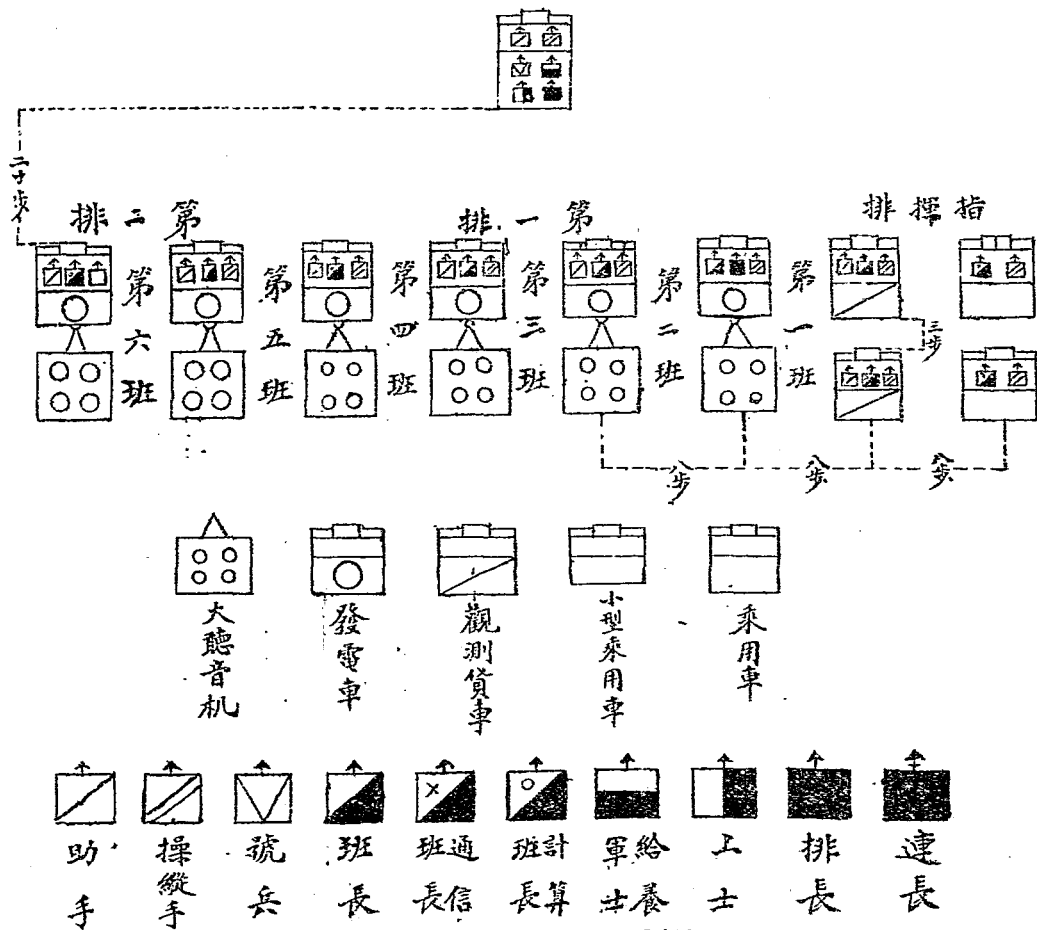 二十步
指揮排
第一排
第二排
第一班
第二班
第三班
第四班
第五班
第六班
三步
八步
八步
八步
乘用車
小型乘用車
觀測貨車
發電車
大聽音机
連長
排長
上士
給養軍士
計算班長
通信班長
班長
號兵
操縱手
助手